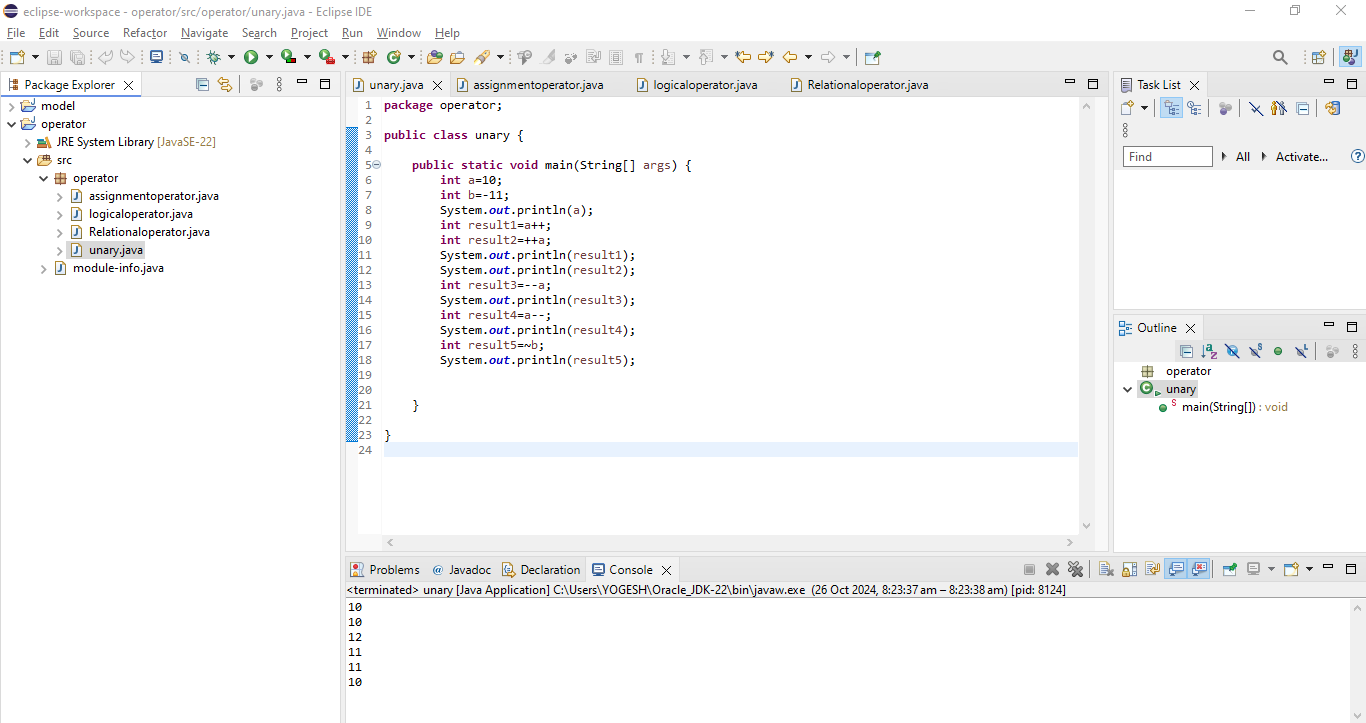 eclipse-workspace - operator/src/operator/unary.java - Eclipse IDE
File Edit Source Refactor Navigate Search Project Run Window Help
Package Explorer
model
operator
JRE System Library [JavaSE-22]
src
operator
assignmentoperator.java
logicaloperator.java
Relationaloperator.java
unary.java
module-info.java
unary.java assignmentoperator.java logicaloperator.java Relationaloperator.java
1 package operator;
2
3 public class unary {
4
5 public static void main(String[] args) {
6 int a=10;
7 int b=-11;
8 System.out.println(a);
9 int result1=a++;
10 int result2=++a;
11 System.out.println(result1);
12 System.out.println(result2);
13 int result3=--a;
14 System.out.println(result3);
15 int result4=a--;
16 System.out.println(result4);
17 int result5=~b;
18 System.out.println(result5);
19
20
21 }
22
23 }
24
Task List
Find All Activate...
Outline
operator
unary
main(String[]) : void
Problems Javadoc Declaration Console
<terminated> unary [Java Application] C:\Users\YOGESH\Oracle_JDK-22\bin\javaw.exe (26 Oct 2024, 8:23:37 am – 8:23:38 am) [pid: 8124]
10
10
12
11
11
10